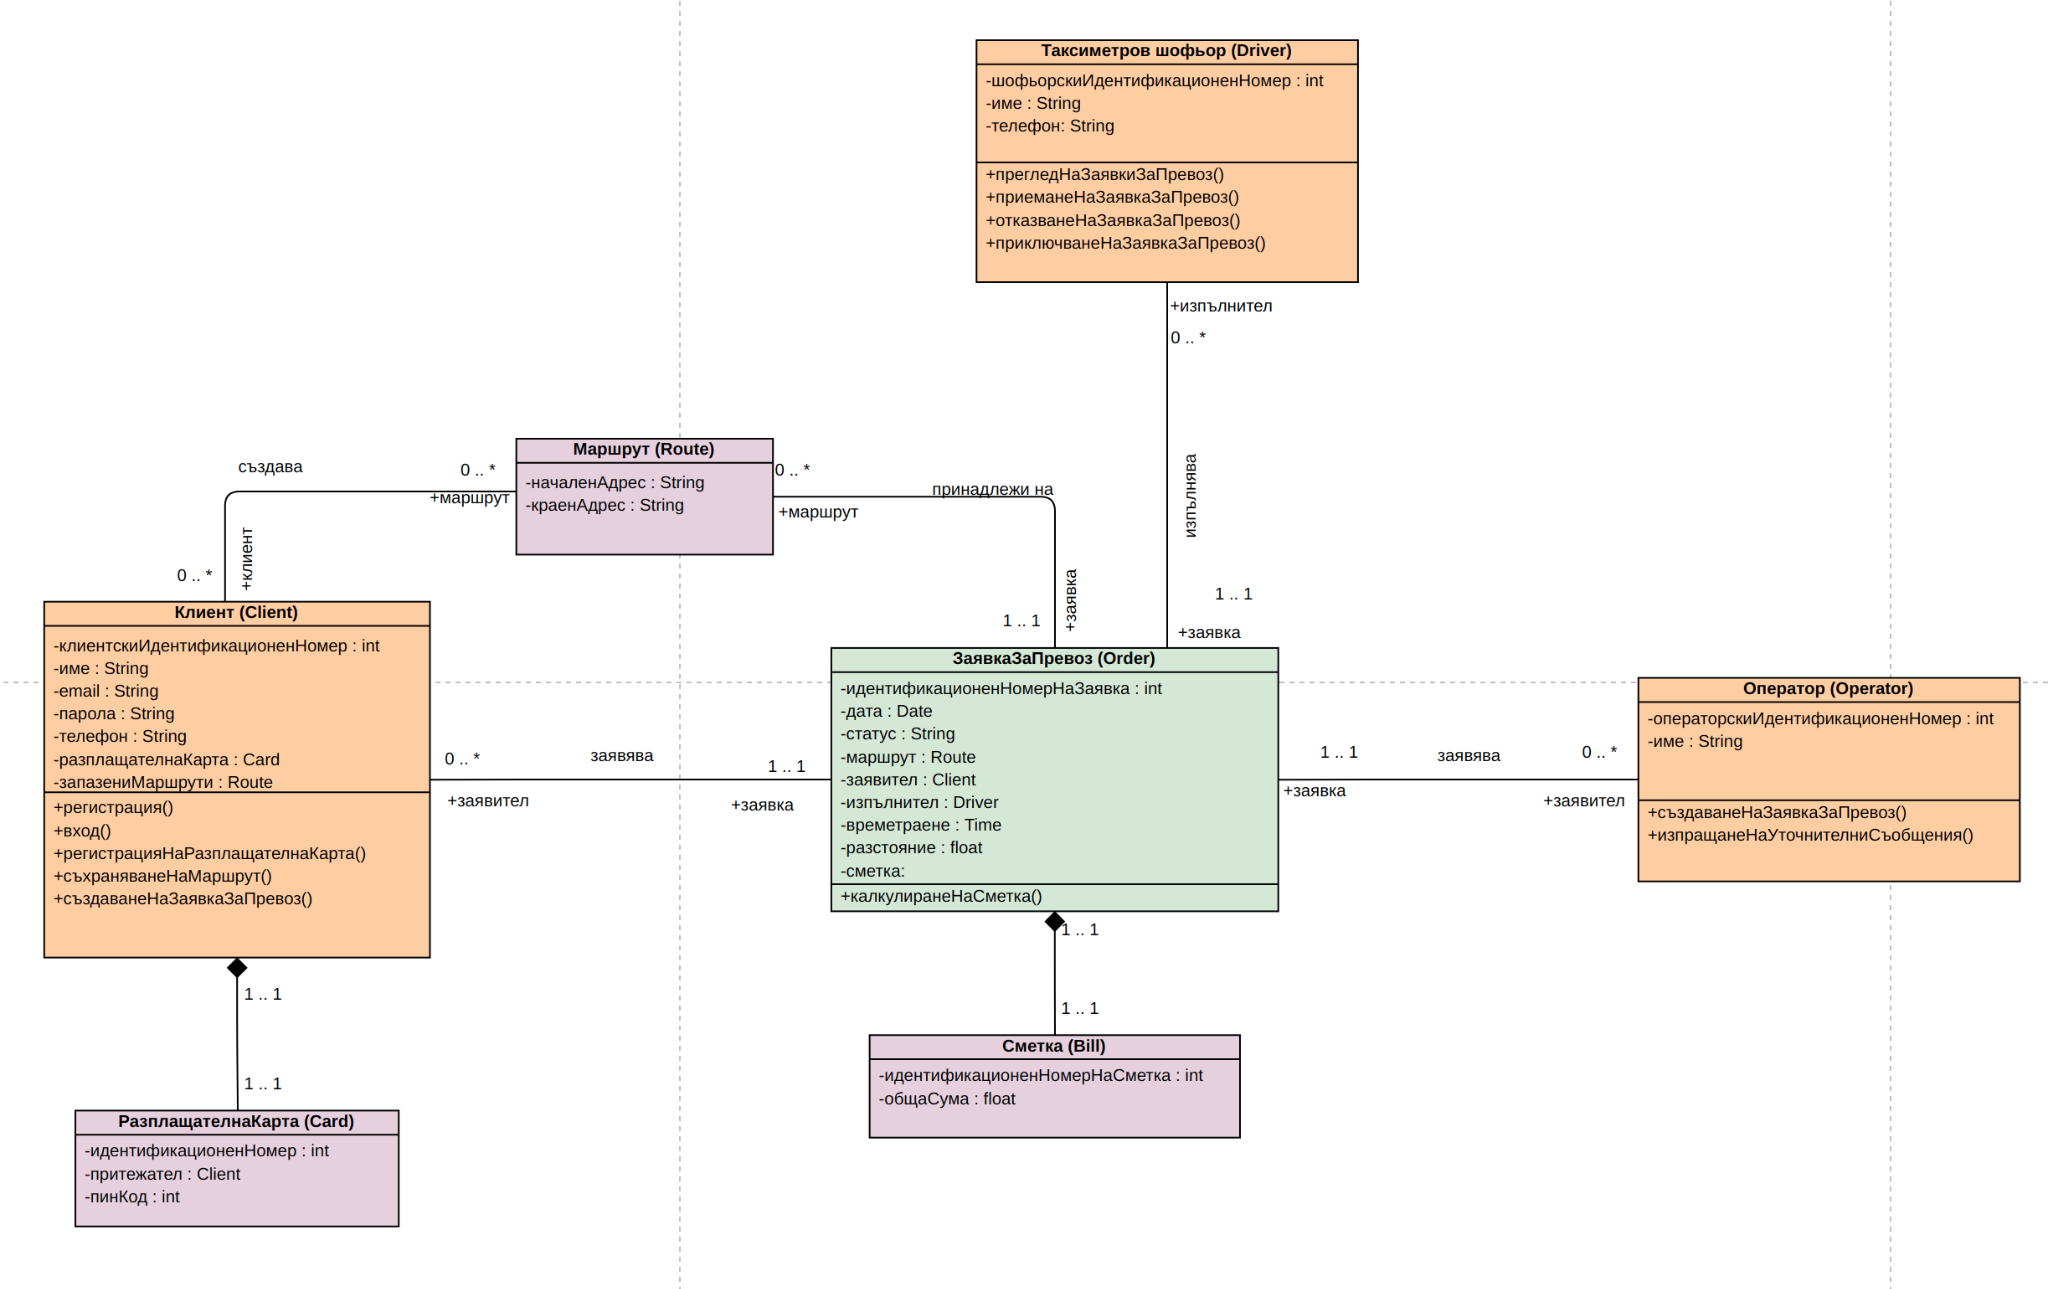 Таксиметров шофьор (Driver)
-шофьорскиИдентификационенНомер : int
-име : String
-телефон: String
+прегледНаЗаявкиЗаПревоз()
+приеманеНаЗаявкаЗаПревоз()
+отказванеНаЗаявкаЗаПревоз()
+приключванеНаЗаявкаЗаПревоз()
+изпълнител
0 .. *
изпълнява
1 .. 1
+заявка
Маршрут (Route)
-началенАдрес : String
-краенАдрес : String
създава
0 .. *
+маршрут
+клиент
0 .. *
0 .. *
+маршрут
принадлежи на
+заявка
1 .. 1
Клиент (Client)
-клиентскиИдентификационенНомер : int
-име : String
-email : String
-парола : String
-телефон : String
-разплащателнаКарта : Card
-запазениМаршрути : Route
+регистрация()
+вход()
+регистрацияНаРазплащателнаКарта()
+съхраняванеНаМаршрут()
+създаванеНаЗаявкаЗаПревоз()
0 .. *
заявява
1 .. 1
+заявител
+заявка
ЗаявкаЗаПревоз (Order)
-идентификационенНомерНаЗаявка : int
-дата : Date
-статус : String
-маршрут : Route
-заявител : Client
-изпълнител : Driver
-времетраене : Time
-разстояние : float
-сметка:
+калкулиранеНаСметка()
1 .. 1
заявява
0 .. *
+заявка
+заявител
Оператор (Operator)
-операторскиИдентификационенНомер : int
-име : String
+създаванеНаЗаявкаЗаПревоз()
+изпращанеНаУточнителниСъобщения()
1 .. 1
1 .. 1
Сметка (Bill)
-идентификационенНомерНаСметка : int
-общаСума : float
1 .. 1
1 .. 1
РазплащателнаКарта (Card)
-идентификационенНомер : int
-притежател : Client
-пинКод : int